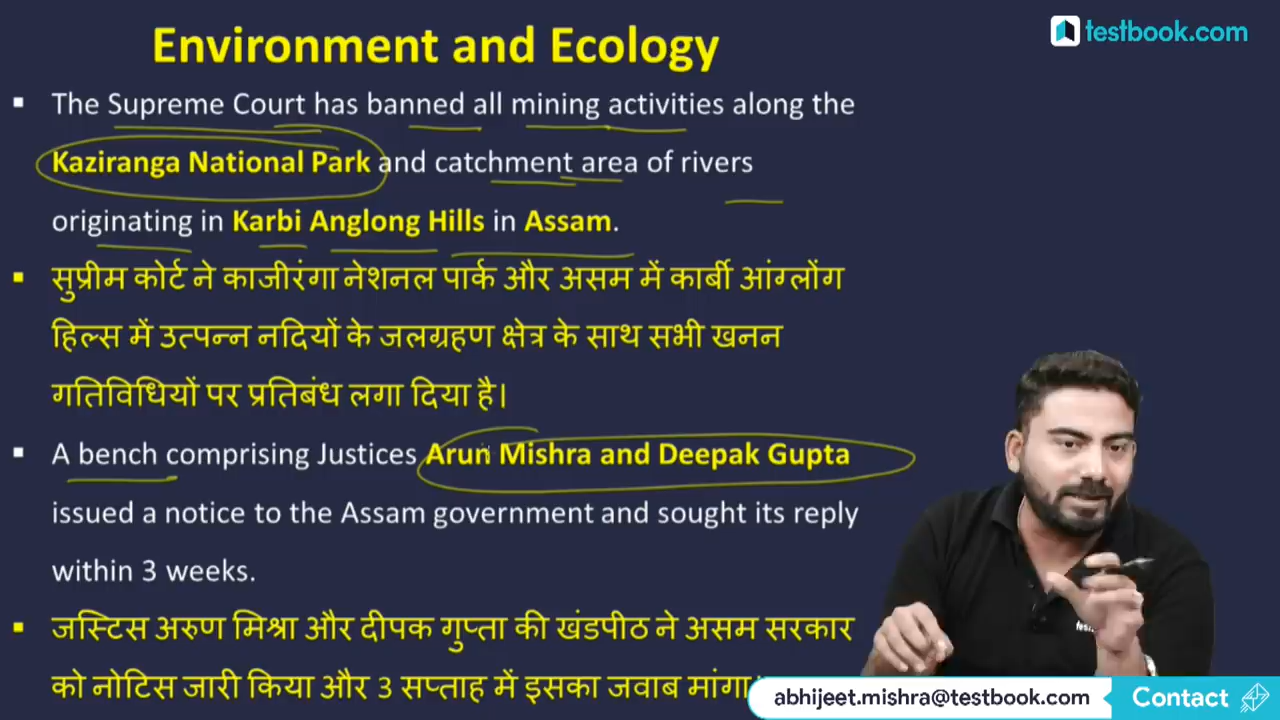 Environment and Ecology
testbook.com
▪ The Supreme Court has banned all mining activities along the
Kaziranga National Park and catchment area of rivers
originating in Karbi Anglong Hills in Assam.
▪ सुप्रीम कोर्ट ने काजीरंगा नेशनल पार्क और असम में कार्बी आंग्लोंग
हिल्स में उत्पन्न नदियों के जलग्रहण क्षेत्र के साथ सभी खनन
गतिविधियों पर प्रतिबंध लगा दिया है।
▪ A bench comprising Justices Arun Mishra and Deepak Gupta
issued a notice to the Assam government and sought its reply
within 3 weeks.
▪ जस्टिस अरुण मिश्रा और दीपक गुप्ता की खंडपीठ ने असम सरकार
को नोटिस जारी किया और 3 सप्ताह में इसका जवाब मांगा
abhijeet.mishra@testbook.com Contact